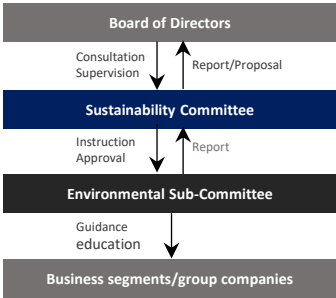 Board of Directors
Consultation
Supervision
Report/Proposal
Sustainability Committee
Instruction
Approval
Report
Environmental Sub-Committee
Guidance
education
Business segments/group companies